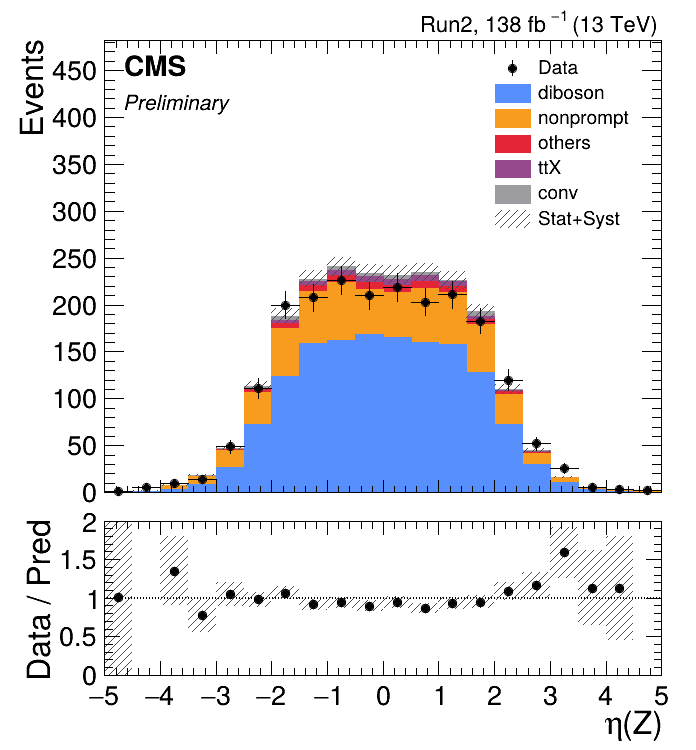 Run2, 138 fb⁻¹ (13 TeV)
CMS
Preliminary
Data
diboson
nonprompt
others
ttX
conv
Stat+Syst
Events
450
400
350
300
250
200
150
100
50
0
Data / Pred
2
1.5
1
0.5
0
−5 −4 −3 −2 −1 0 1 2 3 4 5
η(Z)